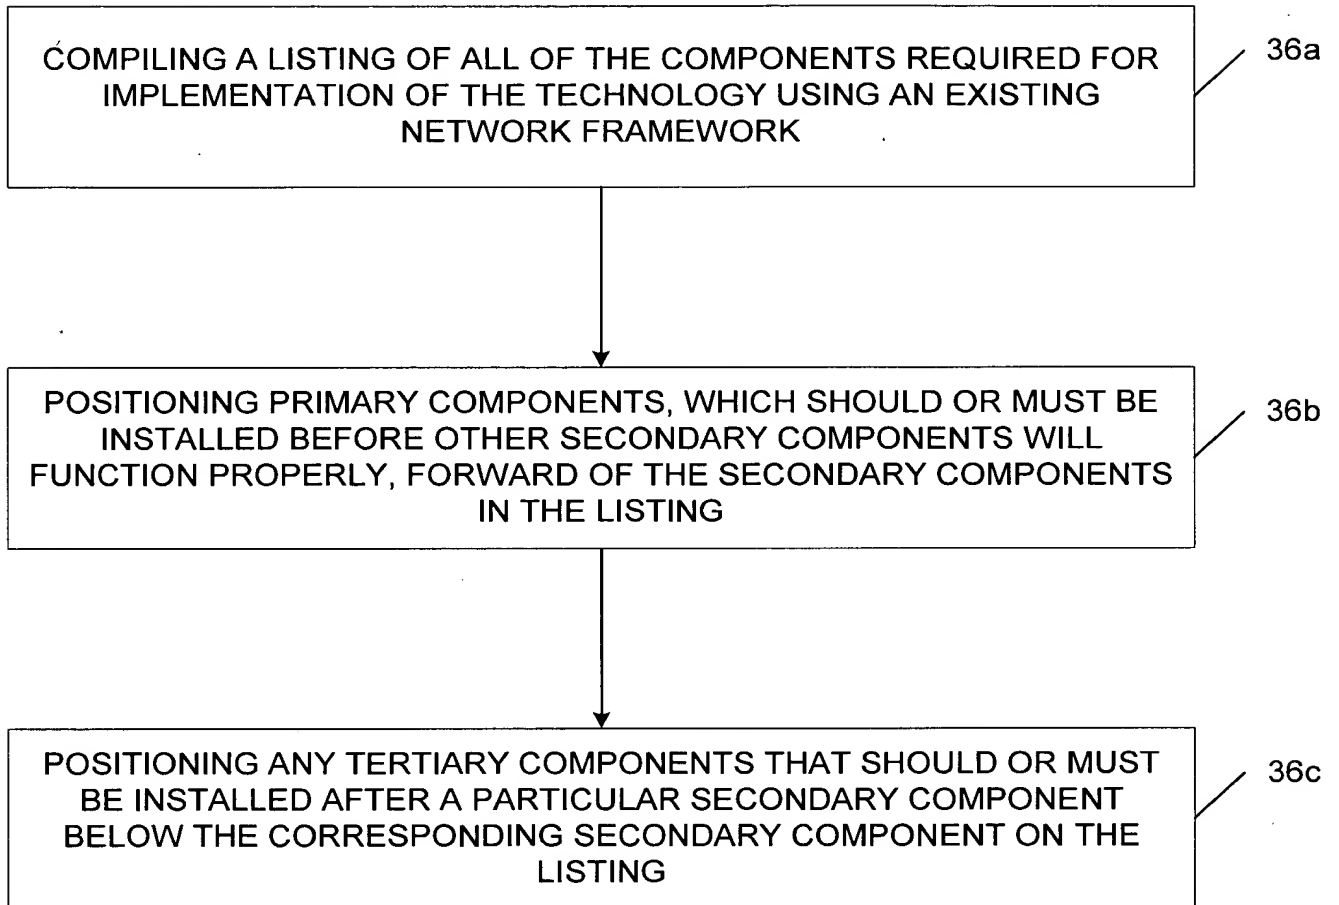 COMPILING A LISTING OF ALL OF THE COMPONENTS REQUIRED FOR
IMPLEMENTATION OF THE TECHNOLOGY USING AN EXISTING
NETWORK FRAMEWORK
36a
POSITIONING PRIMARY COMPONENTS, WHICH SHOULD OR MUST BE
INSTALLED BEFORE OTHER SECONDARY COMPONENTS WILL
FUNCTION PROPERLY, FORWARD OF THE SECONDARY COMPONENTS
IN THE LISTING
36b
POSITIONING ANY TERTIARY COMPONENTS THAT SHOULD OR MUST
BE INSTALLED AFTER A PARTICULAR SECONDARY COMPONENT
BELOW THE CORRESPONDING SECONDARY COMPONENT ON THE
LISTING
36c